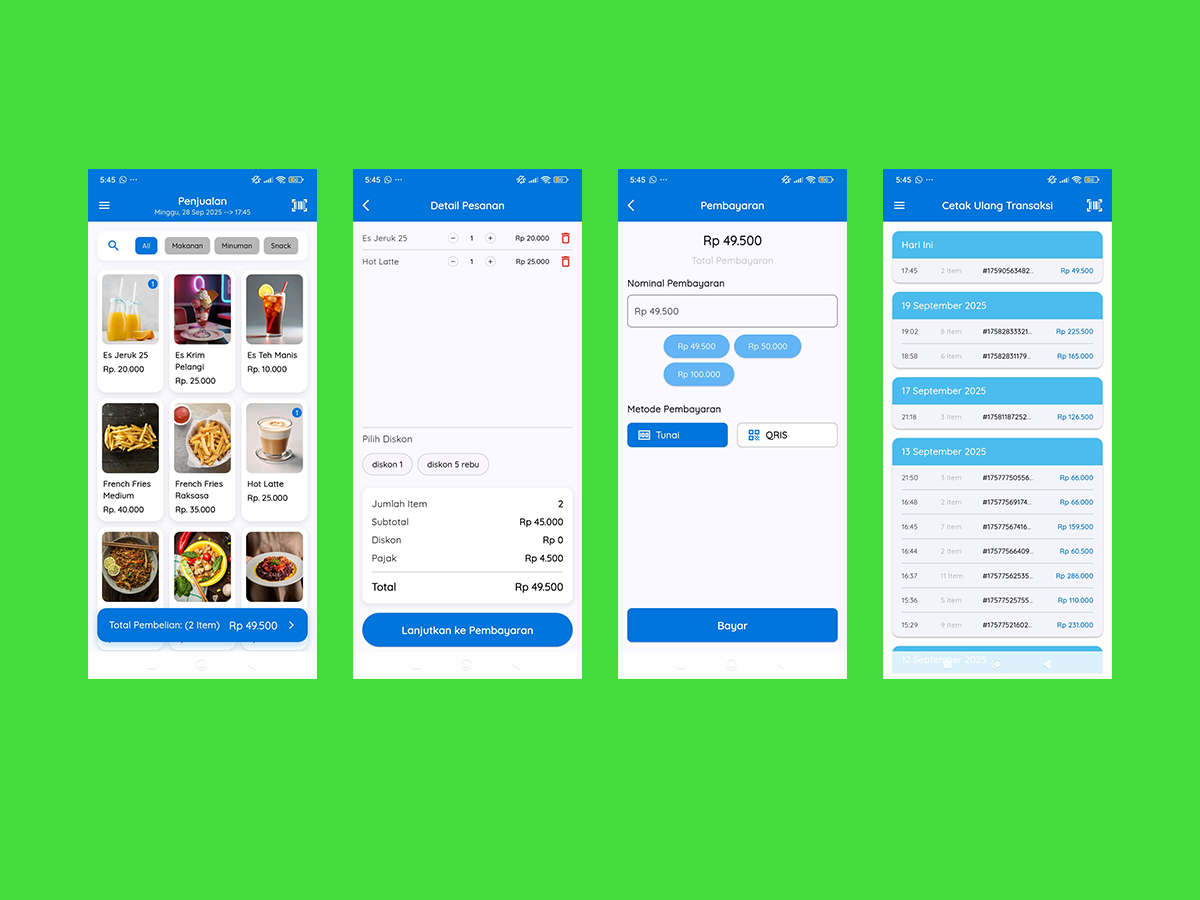 5:45
Penjualan
Minggu, 28 Sep 2025 --> 17:45
All Makanan Minuman Snack
1
Es Jeruk 25
Rp. 20.000
Es Krim
Pelangi
Rp. 25.000
Es Teh Manis
Rp. 10.000
1
French Fries
Medium
Rp. 40.000
French Fries
Raksasa
Rp. 35.000
Hot Latte
Rp. 25.000
Total Pembelian: (2 Item) Rp 49.500
5:45
Detail Pesanan
Es Jeruk 25 1 Rp 20.000
Hot Latte 1 Rp 25.000
Pilih Diskon
diskon 1 diskon 5 rebu
Jumlah Item 2
Subtotal Rp 45.000
Diskon Rp 0
Pajak Rp 4.500
Total Rp 49.500
Lanjutkan ke Pembayaran
5:45
Pembayaran
Rp 49.500
Total Pembayaran
Nominal Pembayaran
Rp 49.500
Rp 49.500 Rp 50.000
Rp 100.000
Metode Pembayaran
Tunai QRIS
Bayar
5:45
Cetak Ulang Transaksi
Hari Ini
17:45 2 Item #17590563482... Rp 49.500
19 September 2025
19:02 8 Item #17582833321... Rp 225.500
18:58 6 Item #17582831179... Rp 165.000
17 September 2025
21:18 3 Item #17581187252... Rp 126.500
13 September 2025
21:50 3 Item #17577750556... Rp 66.000
16:48 2 Item #17577569174... Rp 66.000
16:45 7 Item #17577567416... Rp 159.500
16:44 2 Item #17577566409... Rp 60.500
16:37 11 Item #17577562535... Rp 286.000
15:36 5 Item #17577525755... Rp 110.000
15:29 9 Item #17577521602... Rp 231.000
12 September 2025